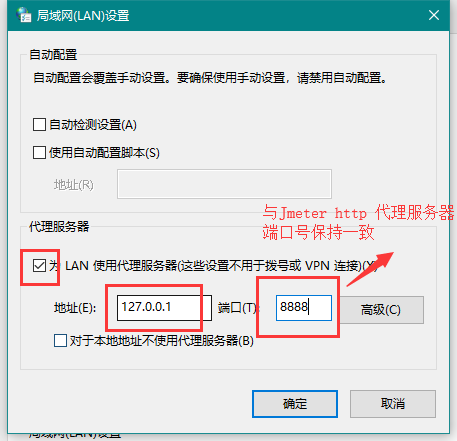 局域网(LAN)设置
自动配置
自动配置会覆盖手动设置。要确保使用手动设置，请禁用自动配置。
自动检测设置(A)
使用自动配置脚本(S)
地址(R)
与Jmeter http 代理服务器
端口号保持一致
代理服务器
为 LAN 使用代理服务器(这些设置不用于拨号或 VPN 连接)(X)
地址(E): 127.0.0.1 端口(T): 8888 高级(C)
对于本地地址不使用代理服务器(B)
确定 取消
局域网(LAN)设置